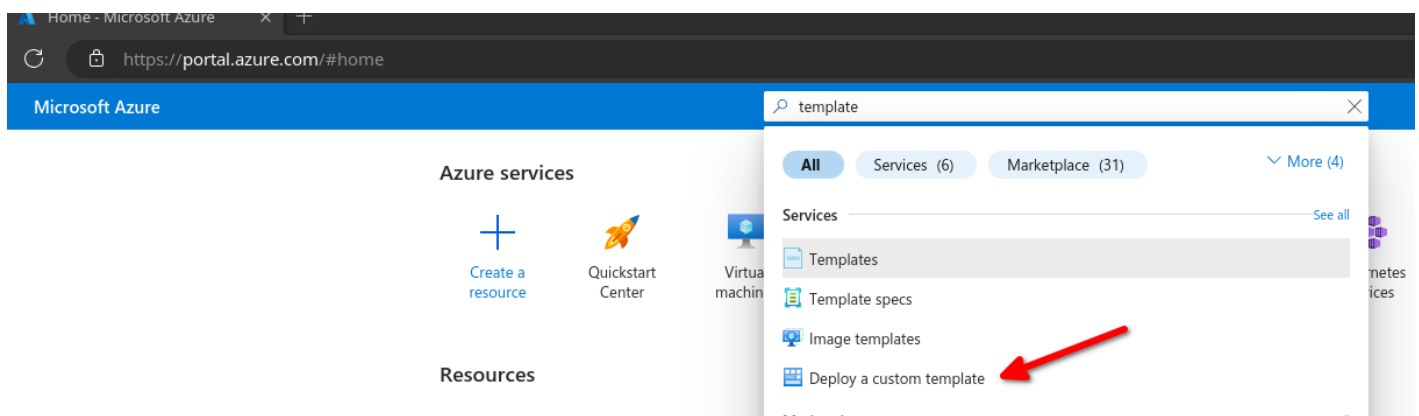 Home - Microsoft Azure
https://portal.azure.com/#home
Microsoft Azure
template
All Services (6) Marketplace (31) More (4)
Azure services
Services See all
Create a resource
Quickstart Center
Templates
Template specs
Image templates
Deploy a custom template
Resources